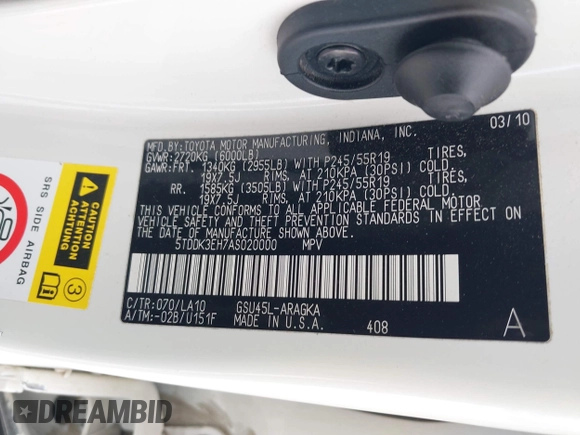 MFD.BY:TOYOTA MOTOR MANUFACTURING, INDIANA, INC. 03/10
GVWR:2720KG (6000LB)
GAWR:FRT. 1340KG (2955LB) WITH P245/55R19 TIRES,
19X7.5J RIMS, AT 210KPA (30PSI) COLD.
RR. 1585KG (3505LB) WITH P245/55R19 TIRES,
19X7.5J RIMS, AT 210KPA (30PSI) COLD.
THIS VEHICLE CONFORMS TO ALL APPLICABLE FEDERAL MOTOR
VEHICLE SAFETY AND THEFT PREVENTION STANDARDS IN EFFECT ON
THE DATE OF MANUFACTURE SHOWN ABOVE.
5TDDK3EH7AS020000 MPV
C/TR:070/LA10 GSU45L-ARAGKA
A/TM:-02B/U151F MADE IN U.S.A. 408 A
SRS SIDE AIRBAG
CAUTION
ATTENTION
ACHTUNG
3
DREAMBID